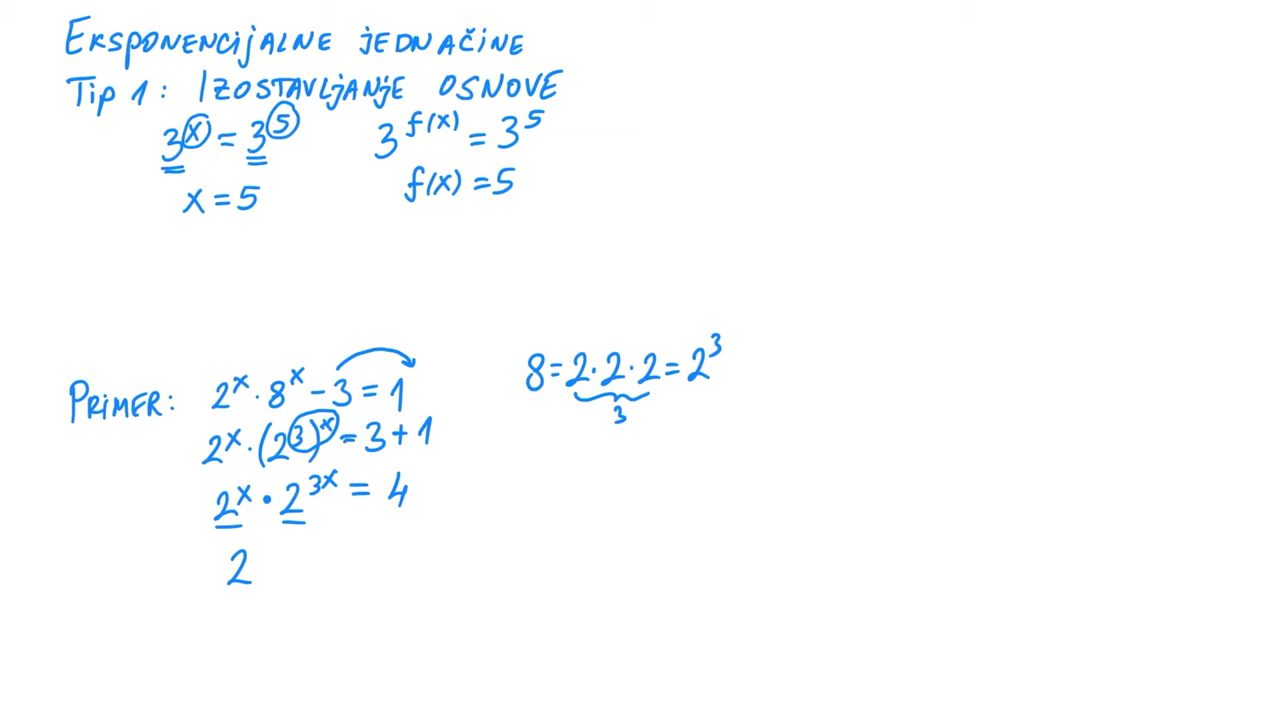 EKSPONENCIJALNE JEDNAČINE
TIP 1: IZOSTAVLJANJE OSNOVE
3^x = 3^5    3^f(x) = 3^5
x = 5    f(x) = 5
8 = 2·2·2 = 2^3
3
PRIMER: 2^x · 8^x − 3 = 1
2^x · (2^3)^x = 3 + 1
2^x · 2^3x = 4
2